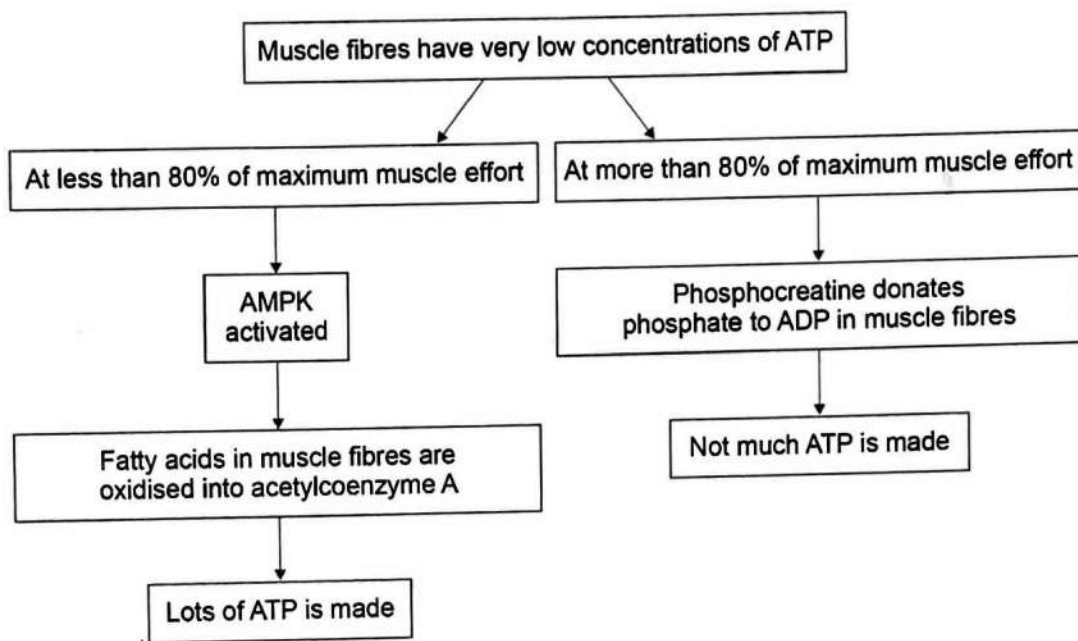 Muscle fibres have very low concentrations of ATP
At less than 80% of maximum muscle effort
At more than 80% of maximum muscle effort
AMPK
activated
Phosphocreatine donates
phosphate to ADP in muscle fibres
Fatty acids in muscle fibres are
oxidised into acetylcoenzyme A
Not much ATP is made
Lots of ATP is made